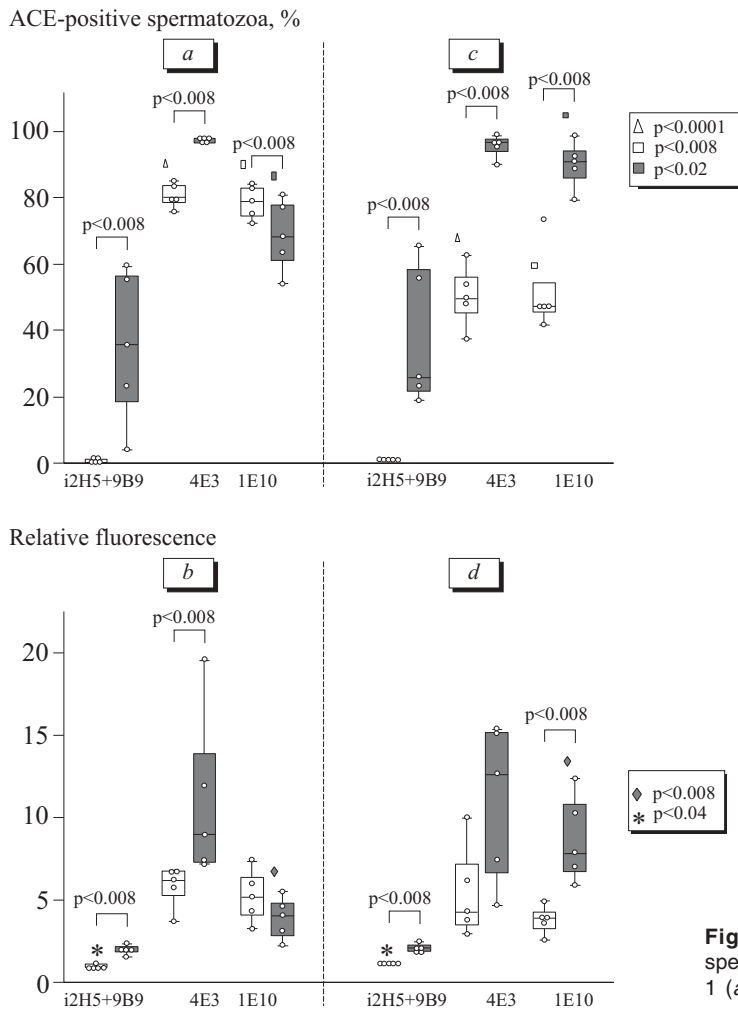 ACE-positive spermatozoa, %
a
c
p<0.008
p<0.008
p<0.008
p<0.008
p<0.008
p<0.008
100
80
60
40
20
0
i2H5+9B9
4E3
1E10
i2H5+9B9
4E3
1E10
p<0.0001
p<0.008
p<0.02
Relative fluorescence
b
d
p<0.008
p<0.008
p<0.008
p<0.008
20
15
10
5
0
*
*
i2H5+9B9
4E3
1E10
i2H5+9B9
4E3
1E10
p<0.008
* p<0.04
Fig
spe
1 (a